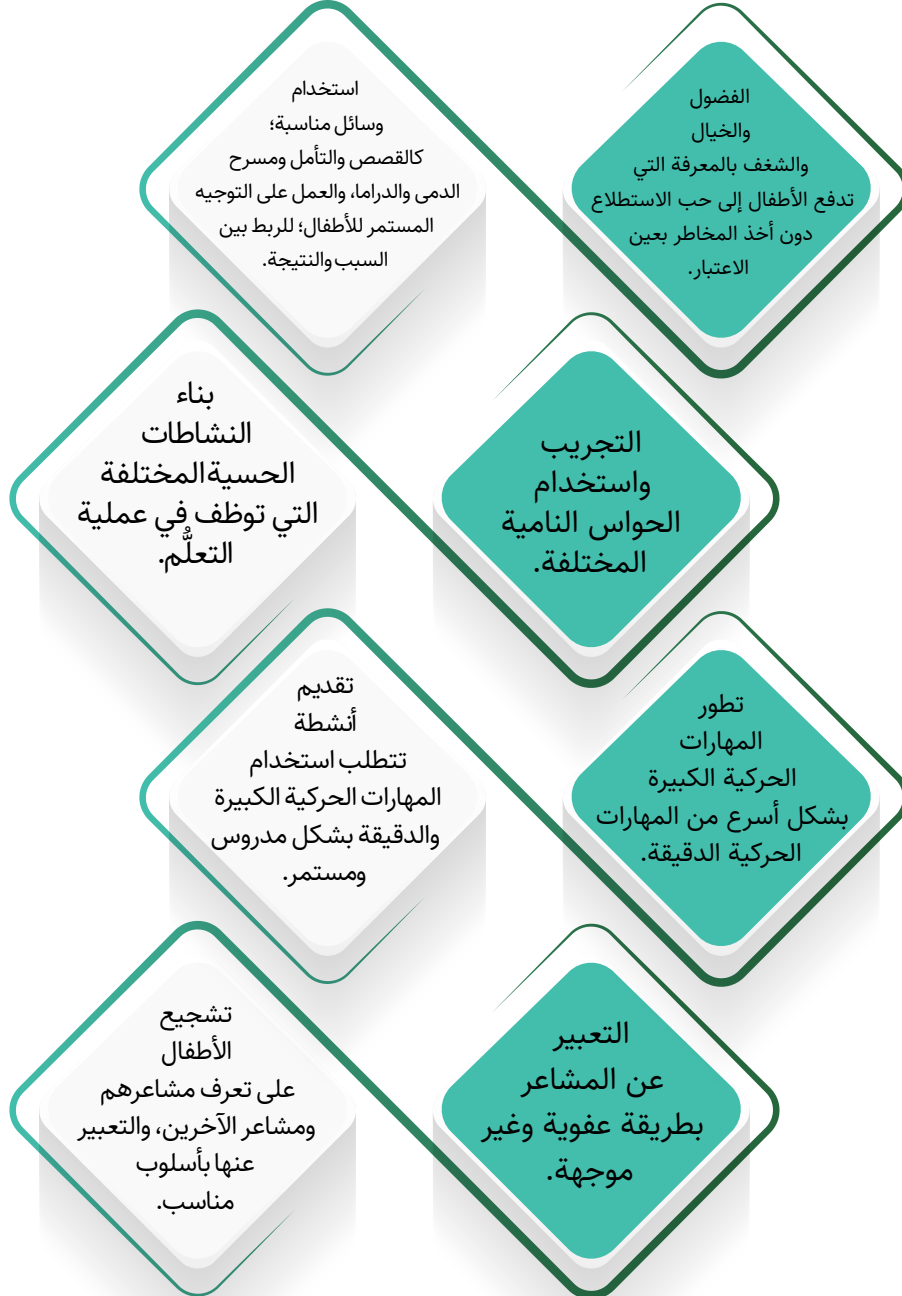 الفضول
والخيال
والشغف بالمعرفة التي
تدفع الأطفال إلى حب الاستطلاع
دون أخذ المخاطر بعين
الاعتبار.
استخدام
وسائل مناسبة؛
كالقصص والتأمل ومسرح
الدمى والدراما، والعمل على التوجيه
المستمر للأطفال؛ للربط بين
السبب والنتيجة.
التجريب
واستخدام
الحواس النامية
المختلفة.
بناء
النشاطات
الحسية المختلفة
التي توظف في عملية
التعلُّم.
تطور
المهارات
الحركية الكبيرة
بشكل أسرع من المهارات
الحركية الدقيقة.
تقديم
أنشطة
تتطلب استخدام
المهارات الحركية الكبيرة
والدقيقة بشكل مدروس
ومستمر.
التعبير
عن المشاعر
بطريقة عفوية وغير
موجهة.
تشجيع
الأطفال
على تعرف مشاعرهم
ومشاعر الآخرين، والتعبير
عنها بأسلوب
مناسب.